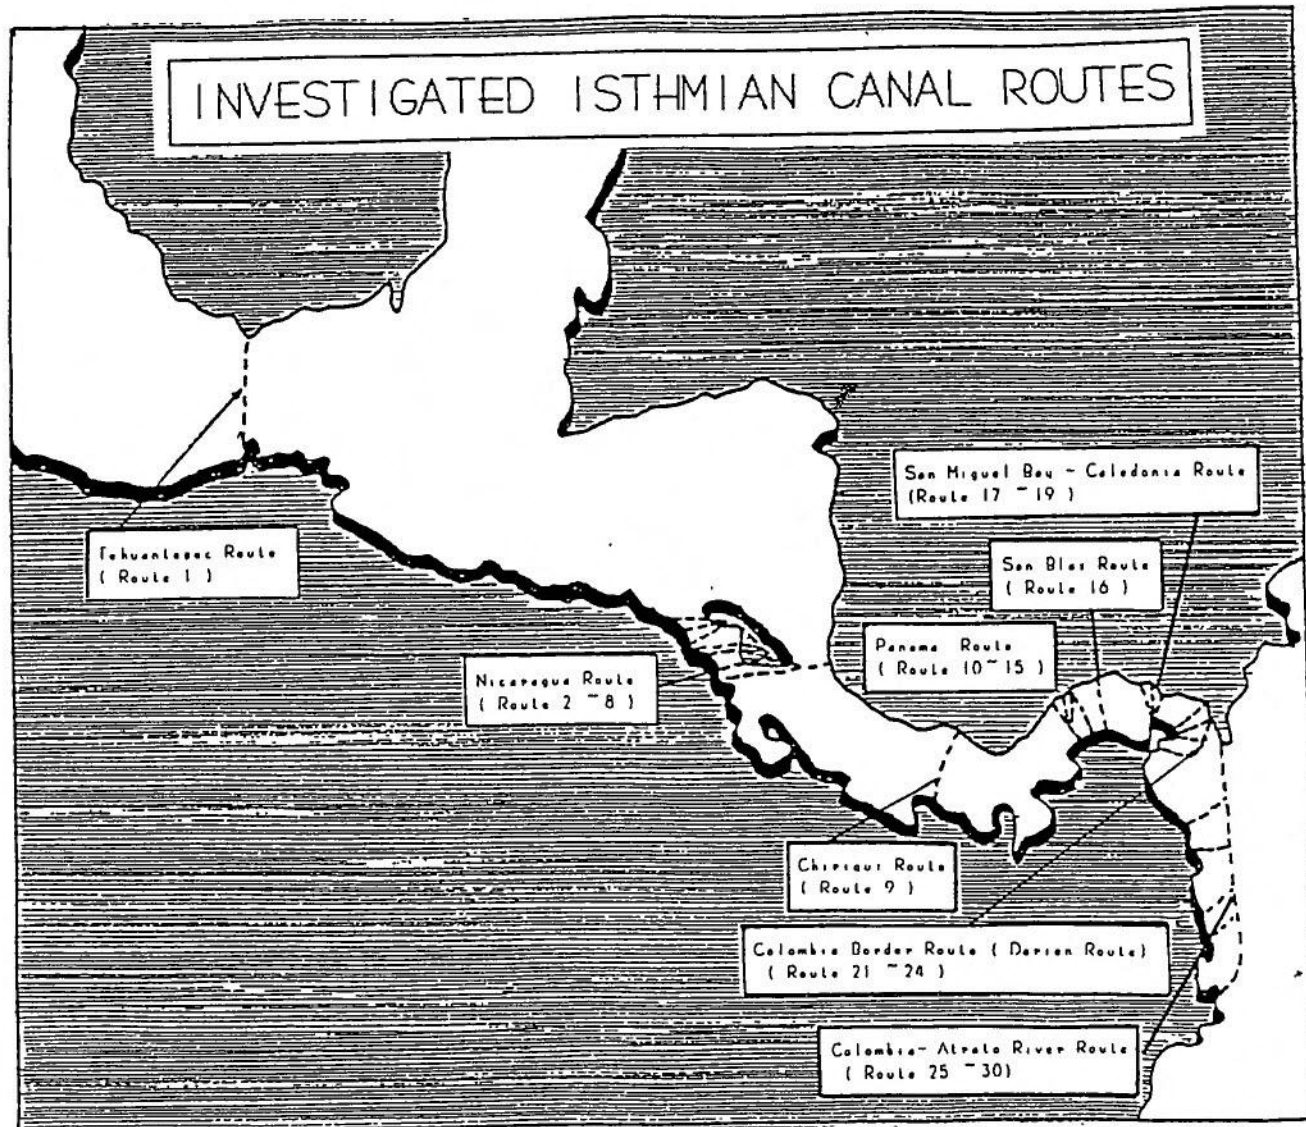 INVESTIGATED ISTHMIAN CANAL ROUTES
San Miguel Bay - Caledonia Route
(Route 17 ~ 19 )
Tehuantepec Route
( Route 1 )
San Blas Route
( Route 16 )
Panama Route
( Route 10~15 )
Nicaragua Route
( Route 2 ~8 )
Chiriqui Route
( Route 9 )
Colombia Border Route ( Darien Route)
( Route 21 ~24 )
Colombia- Atrato River Route
( Route 25 ~30)